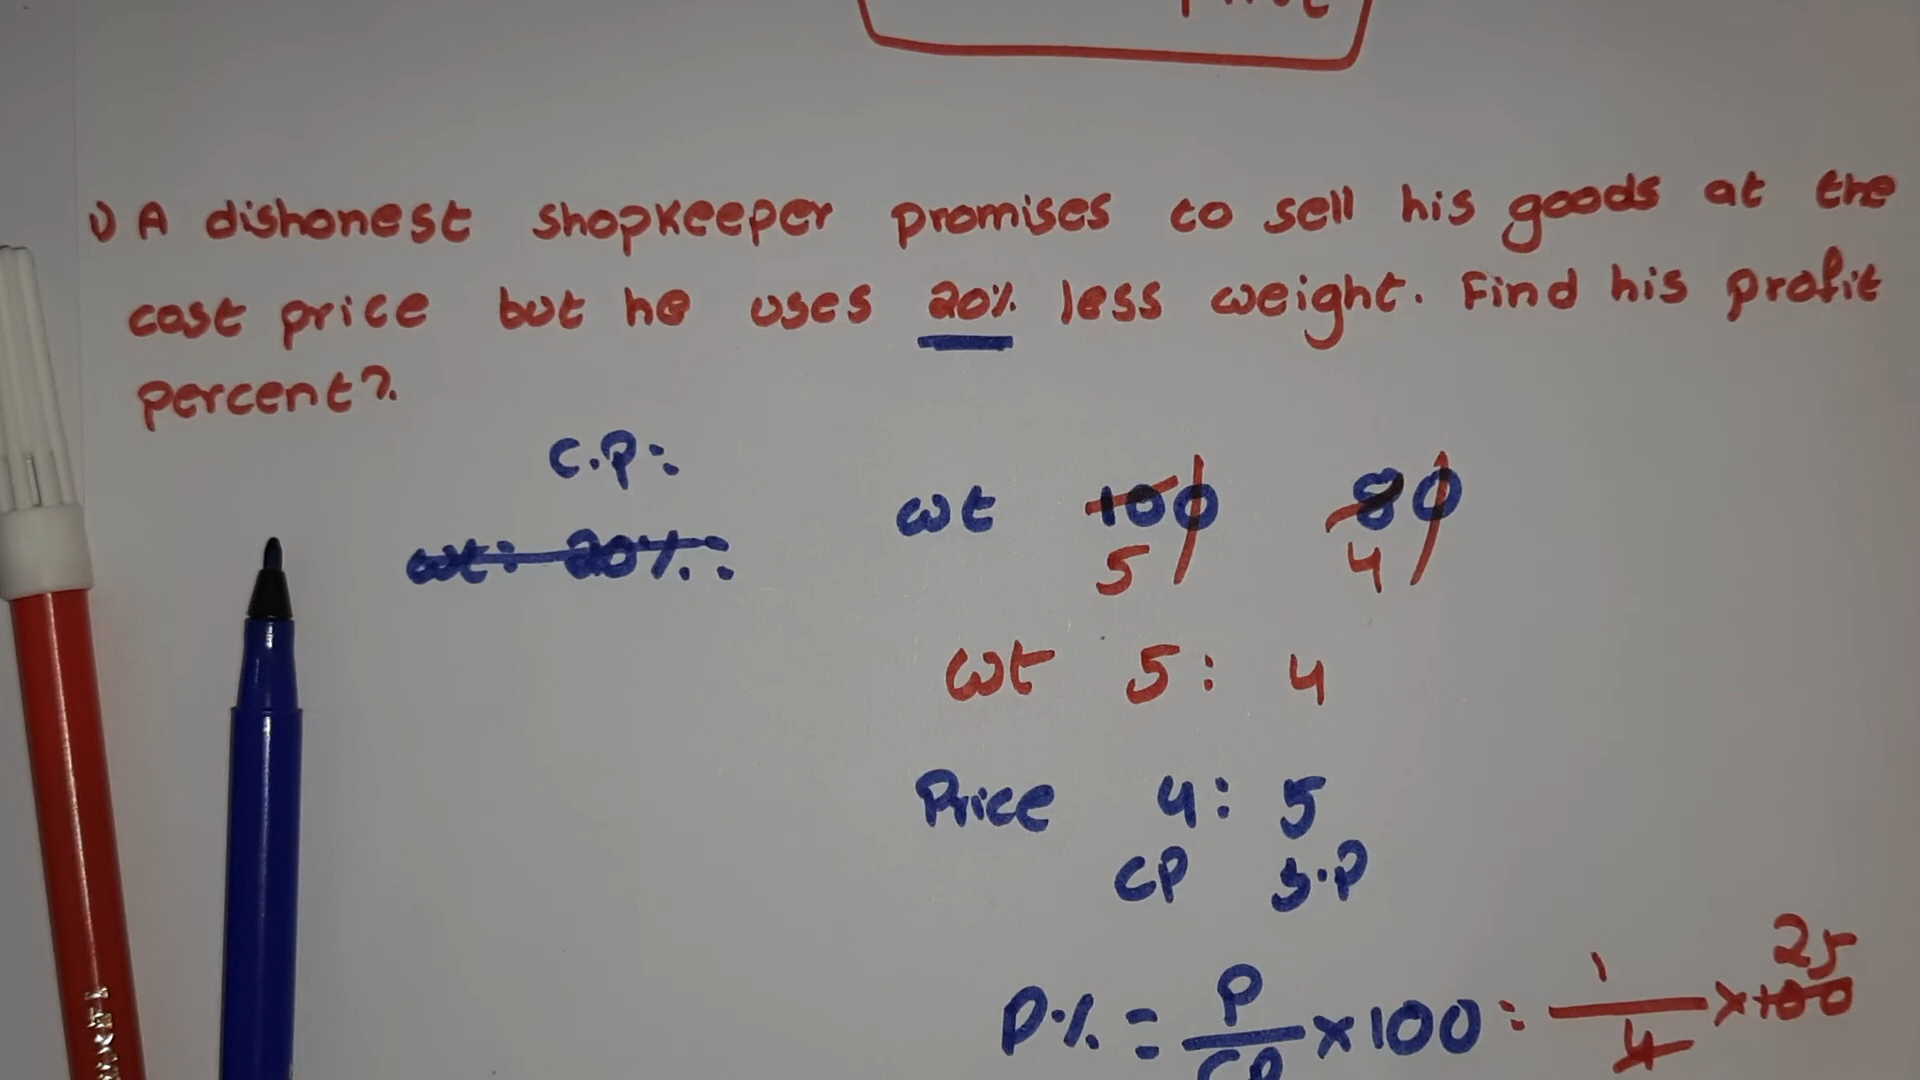 1) A dishonest shopkeeper promises to sell his goods at the
cost price but he uses 20% less weight. Find his profit
percent?.
C.P:
wt: 20%:
wt 100 80
5 4
wt 5: 4
Price 4: 5
CP S.P
P% = P/CP x 100 : 1/4 x 100
25